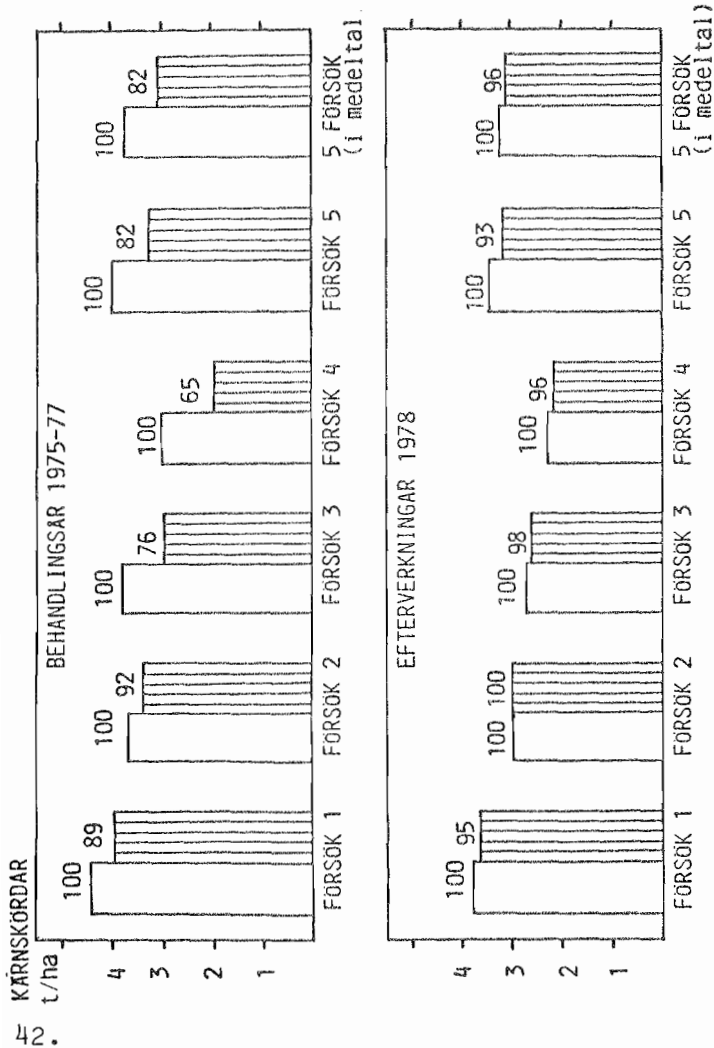 42.
KÄRNSKÖRDAR
t/ha
BEHANDLINGSÅR 1975-77
4
3
2
1
100 89
100 92
100 76
100 65
100 82
100 82
FÖRSÖK 1 FÖRSÖK 2 FÖRSÖK 3 FÖRSÖK 4 FÖRSÖK 5 5 FÖRSÖK
(i medeltal)
EFTERVERKNINGAR 1978
4
3
2
1
100 95
100 100
100 98
100 96
100 93
100 96
FÖRSÖK 1 FÖRSÖK 2 FÖRSÖK 3 FÖRSÖK 4 FÖRSÖK 5 5 FÖRSÖK
(i medeltal)